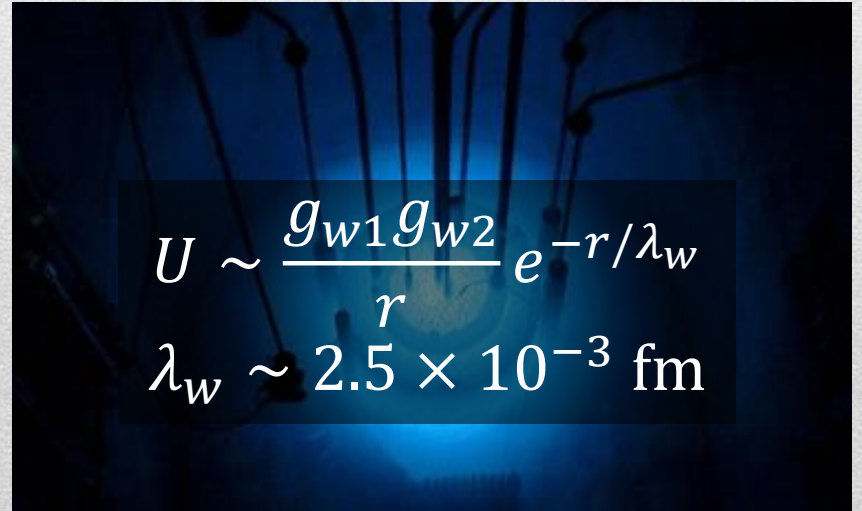 U ~ g_{w1} g_{w2} / r e^{−r/λ_w}
λ_w ~ 2.5 × 10^{−3} fm